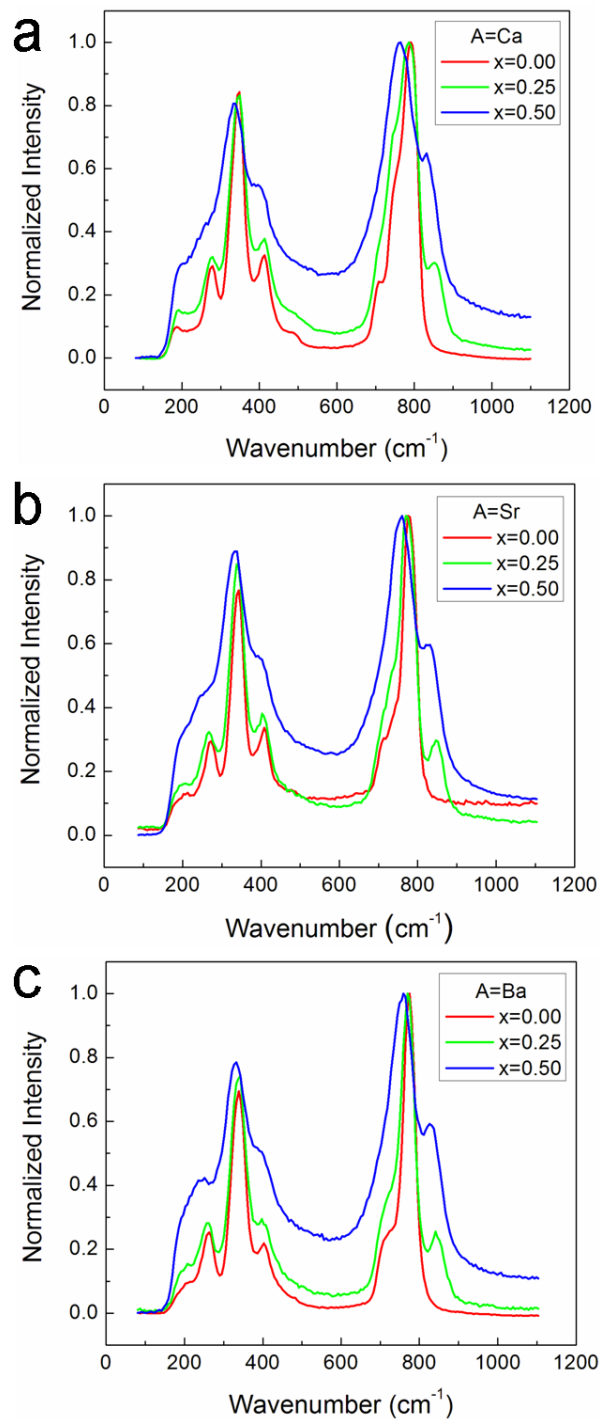 a
A=Ca
x=0.00
x=0.25
x=0.50
Normalized Intensity
1.0
0.8
0.6
0.4
0.2
0.0
0 200 400 600 800 1000 1200
Wavenumber (cm-1)
b
A=Sr
x=0.00
x=0.25
x=0.50
Normalized Intensity
1.0
0.8
0.6
0.4
0.2
0.0
0 200 400 600 800 1000 1200
Wavenumber (cm-1)
c
A=Ba
x=0.00
x=0.25
x=0.50
Normalized Intensity
1.0
0.8
0.6
0.4
0.2
0.0
0 200 400 600 800 1000 1200
Wavenumber (cm-1)